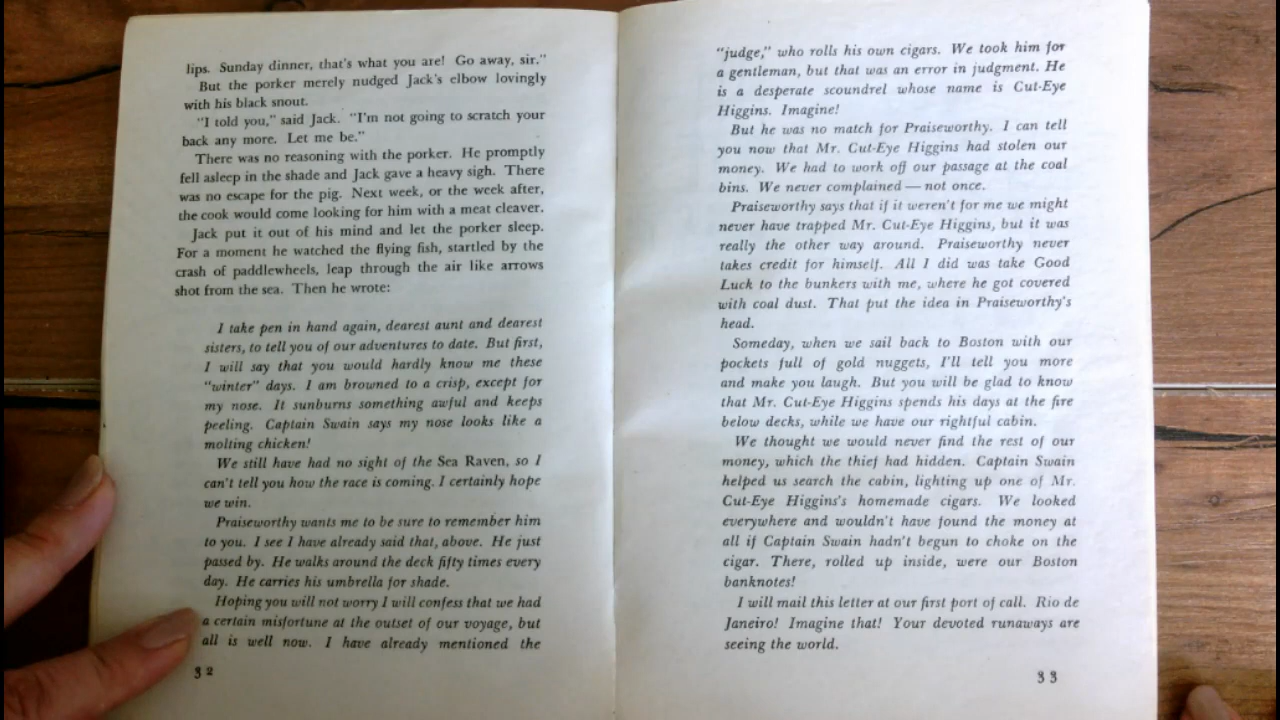 lips. Sunday dinner, that's what you are! Go away, sir."
But the porker merely nudged Jack's elbow lovingly
with his black snout.
"I told you," said Jack. "I'm not going to scratch your
back any more. Let me be."
There was no reasoning with the porker. He promptly
fell asleep in the shade and Jack gave a heavy sigh. There
was no escape for the pig. Next week, or the week after,
the cook would come looking for him with a meat cleaver.
Jack put it out of his mind and let the porker sleep.
For a moment he watched the flying fish, startled by the
crash of paddlewheels, leap through the air like arrows
shot from the sea. Then he wrote:
I take pen in hand again, dearest aunt and dearest
sisters, to tell you of our adventures to date. But first,
I will say that you would hardly know me these
"winter" days. I am browned to a crisp, except for
my nose. It sunburns something awful and keeps
peeling. Captain Swain says my nose looks like a
molting chicken!
We still have had no sight of the Sea Raven, so I
can't tell you how the race is coming. I certainly hope
we win.
Praiseworthy wants me to be sure to remember him
to you. I see I have already said that, above. He just
passed by. He walks around the deck fifty times every
day. He carries his umbrella for shade.
Hoping you will not worry I will confess that we had
a certain misfortune at the outset of our voyage, but
all is well now. I have already mentioned the
32
"judge," who rolls his own cigars. We took him for
a gentleman, but that was an error in judgment. He
is a desperate scoundrel whose name is Cut-Eye
Higgins. Imagine!
But he was no match for Praiseworthy. I can tell
you now that Mr. Cut-Eye Higgins had stolen our
money. We had to work off our passage at the coal
bins. We never complained — not once.
Praiseworthy says that if it weren't for me we might
never have trapped Mr. Cut-Eye Higgins, but it was
really the other way around. Praiseworthy never
takes credit for himself. All I did was take Good
Luck to the bunkers with me, where he got covered
with coal dust. That put the idea in Praiseworthy's
head.
Someday, when we sail back to Boston with our
pockets full of gold nuggets, I'll tell you more
and make you laugh. But you will be glad to know
that Mr. Cut-Eye Higgins spends his days at the fire
below decks, while we have our rightful cabin.
We thought we would never find the rest of our
money, which the thief had hidden. Captain Swain
helped us search the cabin, lighting up one of Mr.
Cut-Eye Higgins's homemade cigars. We looked
everywhere and wouldn't have found the money at
all if Captain Swain hadn't begun to choke on the
cigar. There, rolled up inside, were our Boston
banknotes!
I will mail this letter at our first port of call. Rio de
Janeiro! Imagine that! Your devoted runaways are
seeing the world.
33